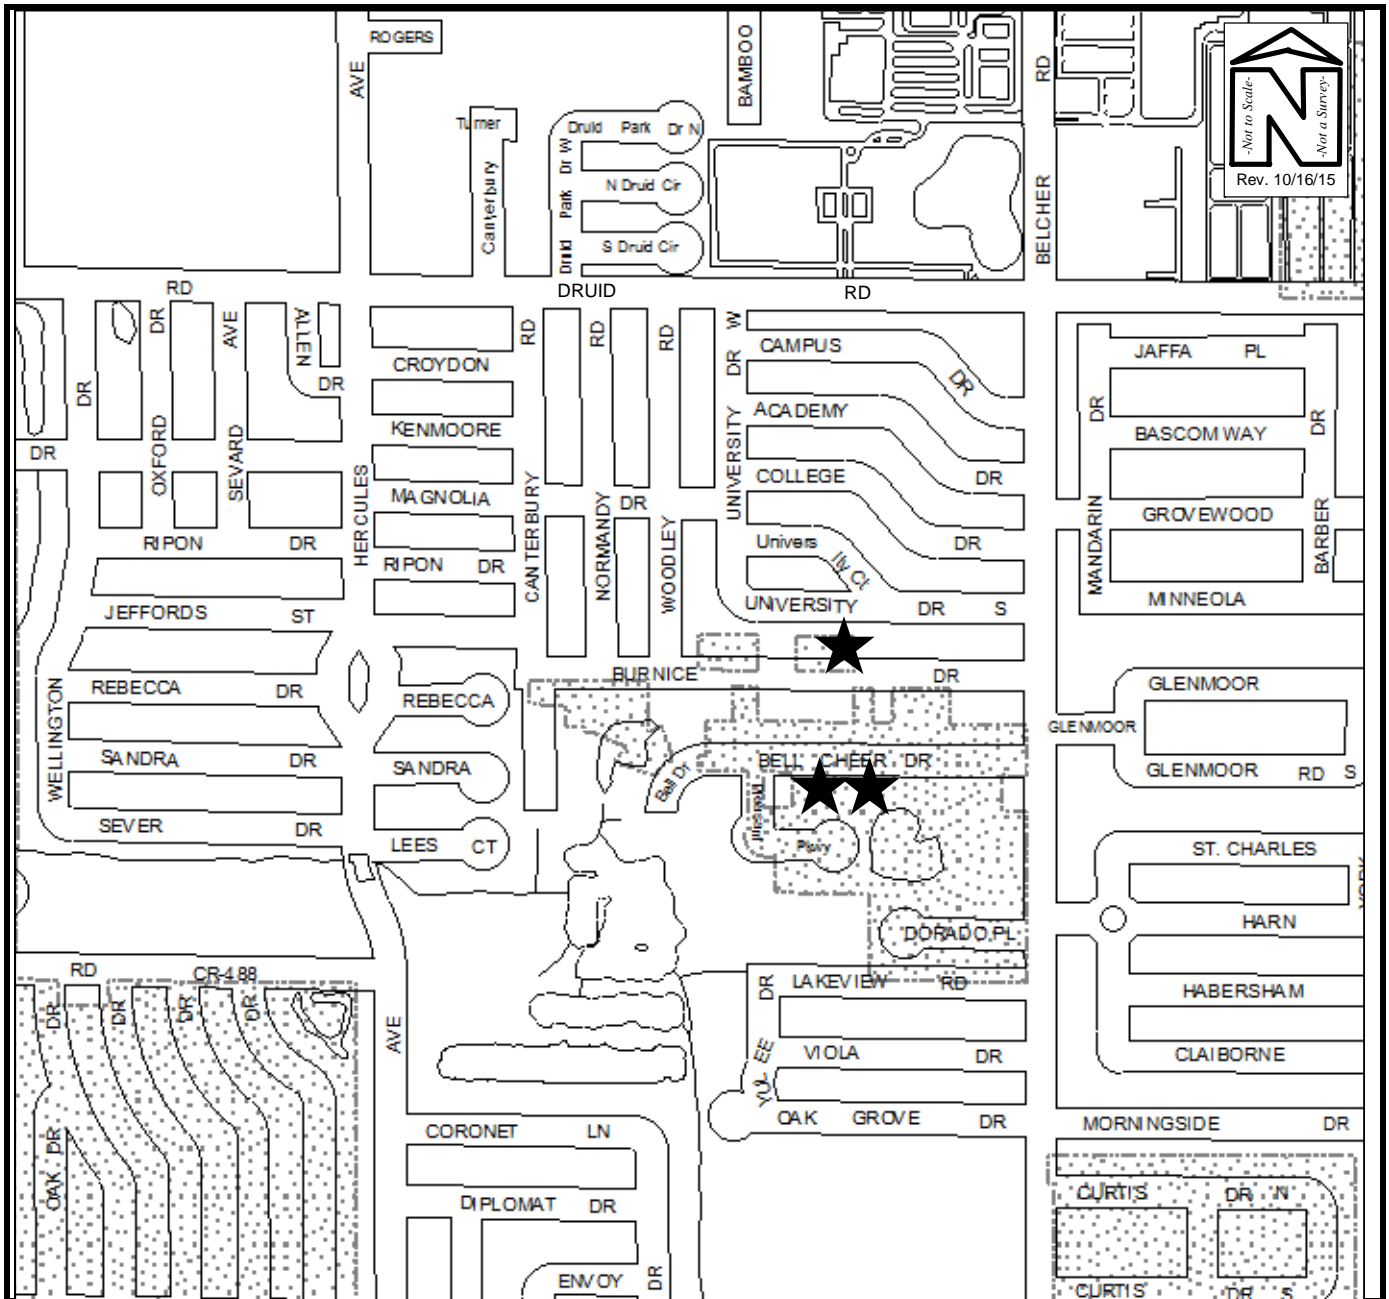 ROGERS
AVE
BAMBOO
RD
BELCHER
-Not to Scale-
N
-Not a Survey-
Rev. 10/16/15
Turner
Canterbury
Druid Park Dr N
Druid Park Dr W
N Druid Cir
S Druid Cir
RD
DRUID
RD
DR
DR
AVE
ALLEN
DR
CROYDON
RD
RD
RD
DR W
CAMPUS
DR
JAFFA PL
DR
DR
OXFORD
SEVARD
KENMOORE
ACADEMY
BASCOM WAY
DR
HERCULES
MAGNOLIA
CANTERBURY
NORMANDY
DR
WOODLEY
UNIVERSITY
COLLEGE
DR
MANDARIN
GROVEWOOD
BARBER
RIPON DR
RIPON DR
Univers
ity Ct
DR
JEFFORDS ST
UNIVERSITY DR S
MINNEOLA
WELLINGTON
REBECCA DR
REBECCA
BURNICE
DR
GLENMOOR
GLENMOOR
SANDRA DR
SANDRA
Bell Dr
BELL CHEER DR
GLENMOOR RD S
SEVER DR
LEES CT
Pkwy
ST. CHARLES
YORK
HARN
DORADO PL
RD
CR-488
LAKEVIEW RD
HABERSHAM
DR
DR
DR
DR
AVE
DR
YULEE
VIOLA DR
CLAIBORNE
OAK DR
CORONET LN
OAK GROVE DR
MORNINGSIDE DR
DIPLOMAT DR
CURTIS DR N
ENVOY
DR
CURTIS DR S